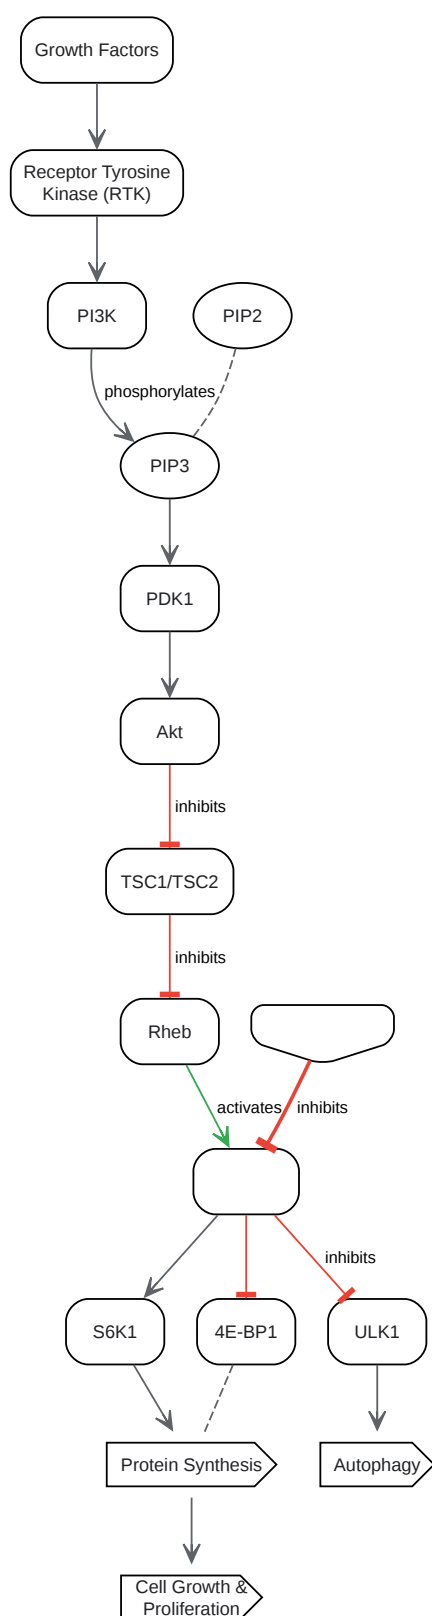 Growth Factors
Receptor Tyrosine
Kinase (RTK)
PI3K
PIP2
phosphorylates
PIP3
PDK1
Akt
inhibits
TSC1/TSC2
inhibits
Rheb
activates
inhibits
inhibits
S6K1
4E-BP1
ULK1
Protein Synthesis
Autophagy
Cell Growth &
Proliferation